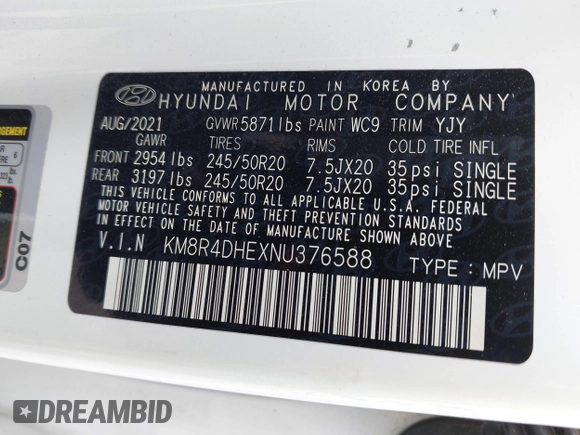 MANUFACTURED IN KOREA BY
HYUNDAI MOTOR COMPANY
AUG/2021 GVWR 5871 lbs PAINT WC9 TRIM YJY
GAWR TIRES RIMS COLD TIRE INFL
FRONT 2954 lbs 245/50R20 7.5JX20 35psi SINGLE
REAR 3197 lbs 245/50R20 7.5JX20 35psi SINGLE
THIS VEHICLE CONFORMS TO ALL APPLICABLE U.S.A. FEDERAL
MOTOR VEHICLE SAFETY AND THEFT PREVENTION STANDARDS
IN EFFECT ON THE DATE OF MANUFACTURE SHOWN ABOVE.
V.I.N KM8R4DHEXNU376588 TYPE : MPV
C07
DREAMBID